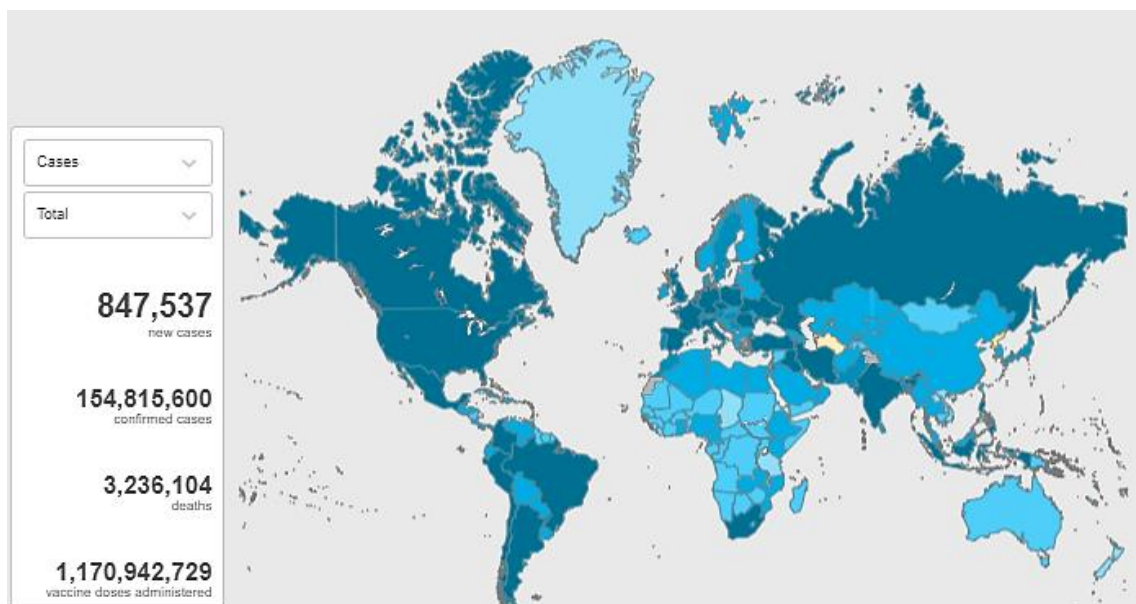 Cases
Total
847,537
new cases
154,815,600
confirmed cases
3,236,104
deaths
1,170,942,729
vaccine doses administered